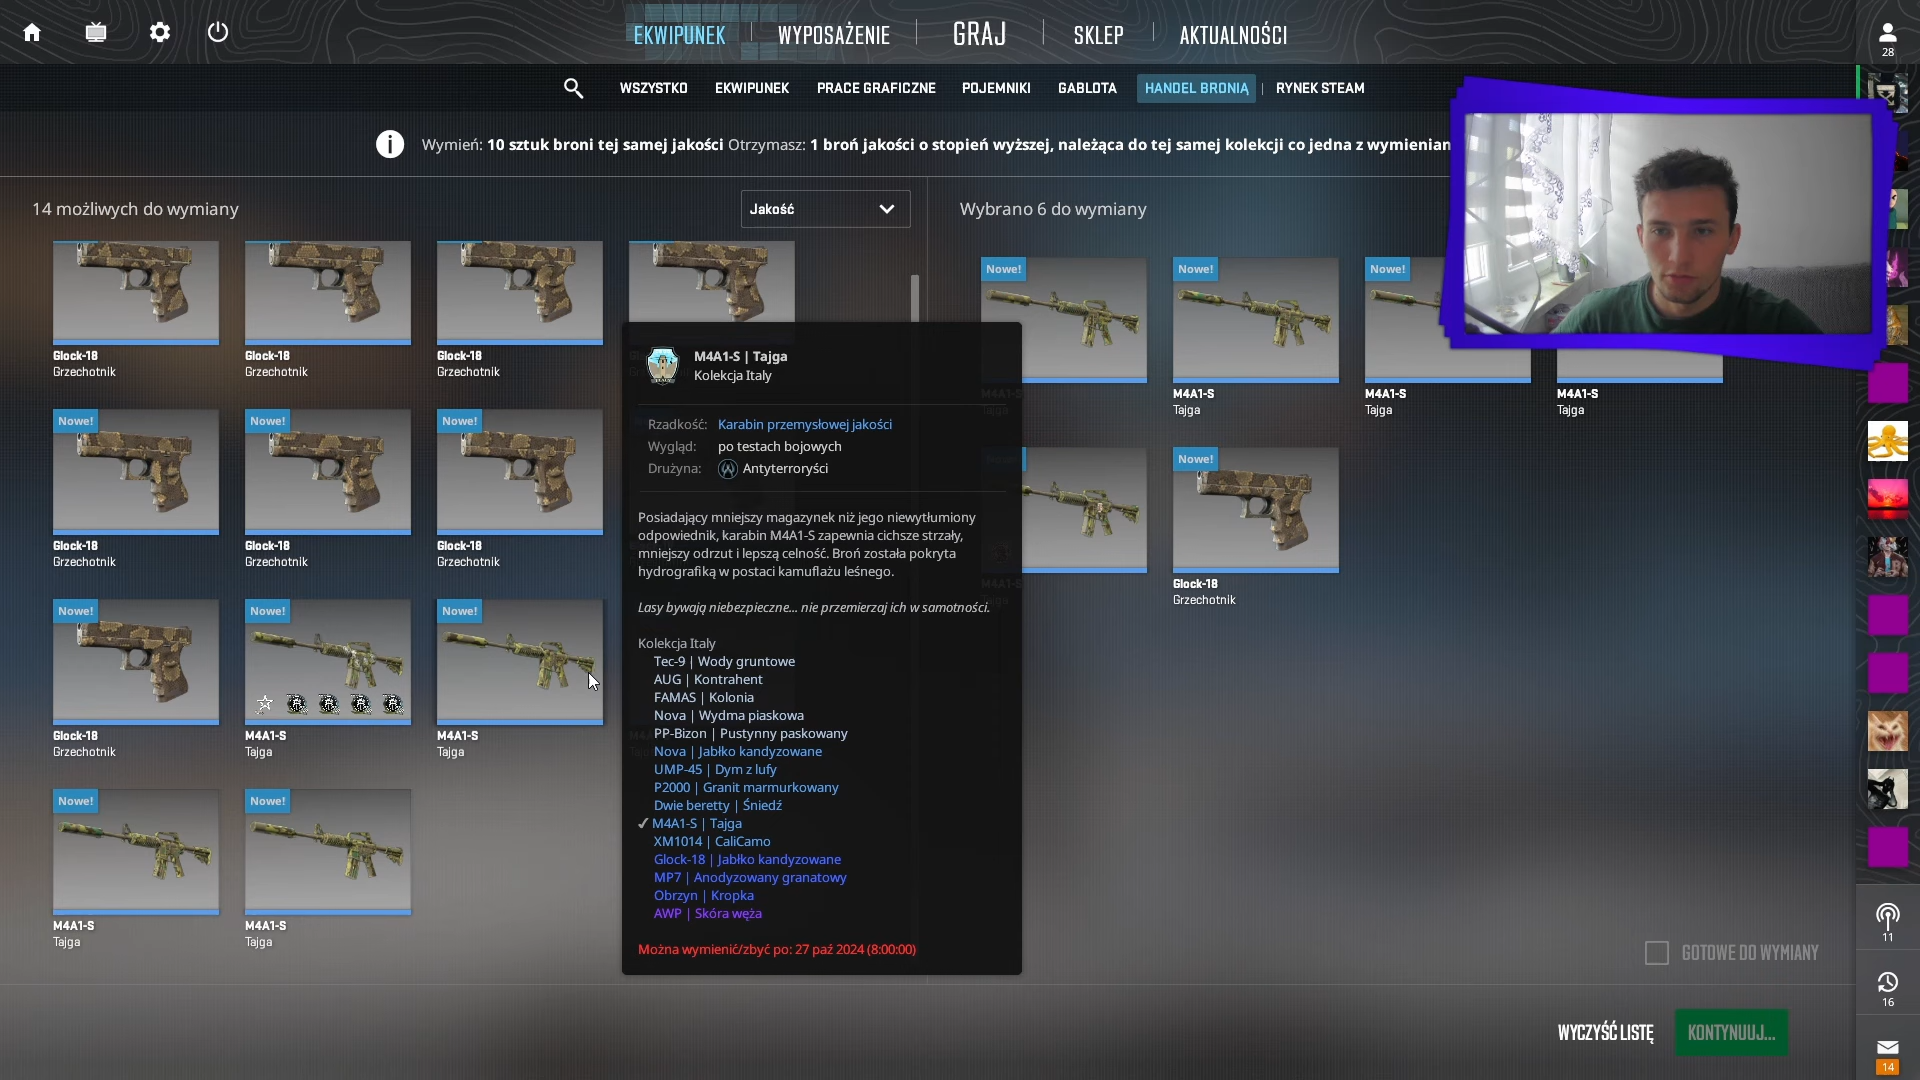 EKWIPUNEK
WYPOSAŻENIE
GRAJ
SKLEP
AKTUALNOŚCI
28
WSZYSTKO
EKWIPUNEK
PRACE GRAFICZNE
POJEMNIKI
GABLOTA
HANDEL BRONIĄ
RYNEK STEAM
Wymień: 10 sztuk broni tej samej jakości Otrzymasz: 1 broń jakości o stopień wyższej, należąca do tej samej kolekcji co jedna z wymienian
14 możliwych do wymiany
Jakość
Wybrano 6 do wymiany
Glock-18
Grzechotnik
Glock-18
Grzechotnik
Glock-18
Grzechotnik
Nowe!
Glock-18
Grzechotnik
Nowe!
Glock-18
Grzechotnik
Nowe!
Glock-18
Grzechotnik
Nowe!
Glock-18
Grzechotnik
Nowe!
M4A1-S
Tajga
Nowe!
M4A1-S
Tajga
Nowe!
M4A1-S
Tajga
Nowe!
M4A1-S
Tajga
M4A1-S | Tajga
Kolekcja Italy
Rzadkość: Karabin przemysłowej jakości
Wygląd: po testach bojowych
Drużyna: Antyterroryści
Posiadający mniejszy magazynek niż jego niewytłumiony
odpowiednik, karabin M4A1-S zapewnia cichsze strzały,
mniejszy odrzut i lepszą celność. Broń została pokryta
hydrografiką w postaci kamuflażu leśnego.
Lasy bywają niebezpieczne... nie przemierzaj ich w samotności.
Kolekcja Italy
Tec-9 | Wody gruntowe
AUG | Kontrahent
FAMAS | Kolonia
Nova | Wydma piaskowa
PP-Bizon | Pustynny paskowany
Nova | Jabłko kandyzowane
UMP-45 | Dym z lufy
P2000 | Granit marmurkowany
Dwie beretty | Śniedź
M4A1-S | Tajga
XM1014 | CaliCamo
Glock-18 | Jabłko kandyzowane
MP7 | Anodyzowany granatowy
Obrzyn | Kropka
AWP | Skóra węża
Można wymienić/zbyć po: 27 paź 2024 (8:00:00)
Nowe!
M4A1-S
Tajga
Nowe!
M4A1-S
Tajga
Nowe!
M4A1-S
Tajga
M4A1-S
Tajga
M4A1-S
Nowe!
Glock-18
Grzechotnik
GOTOWE DO WYMIANY
WYCZYŚĆ LISTĘ
KONTYNUUJ...
11
16
14